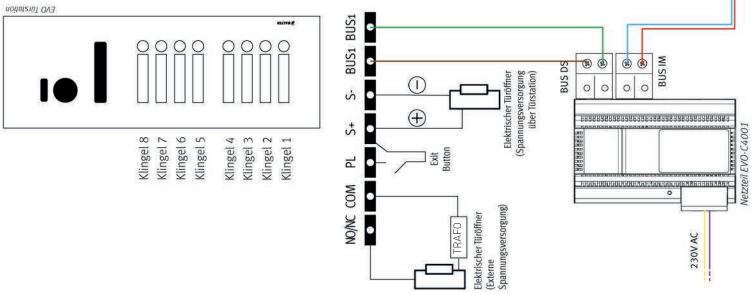 EVO Türstation
BALTER
Klingel 8
Klingel 7
Klingel 6
Klingel 5
Klingel 4
Klingel 3
Klingel 2
Klingel 1
BUS1
BUS1
S-
S+
PL
COM
NO/NC
Exit
Button
TRAFO
Elektrischer Türöffner
(Spannungsversorgung
über Türstation)
Elektrischer Türöffner
(Externe
Spannungsversorgung)
BUS DS
BUS IM
230V AC
Netzteil EVO-C4001